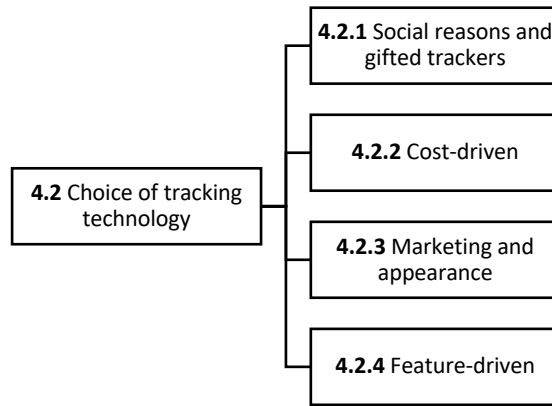 4.2 Choice of tracking
technology
4.2.1 Social reasons and
gifted trackers
4.2.2 Cost-driven
4.2.3 Marketing and
appearance
4.2.4 Feature-driven